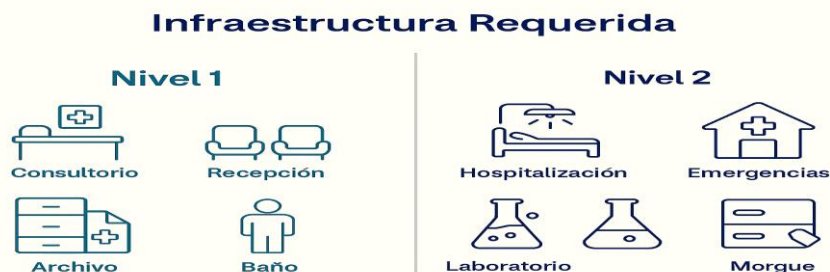 Infraestructura Requerida
Nivel 1
Consultorio
Recepción
Archivo
Baño
Nivel 2
Hospitalización
Emergencias
Laboratorio
Morgue